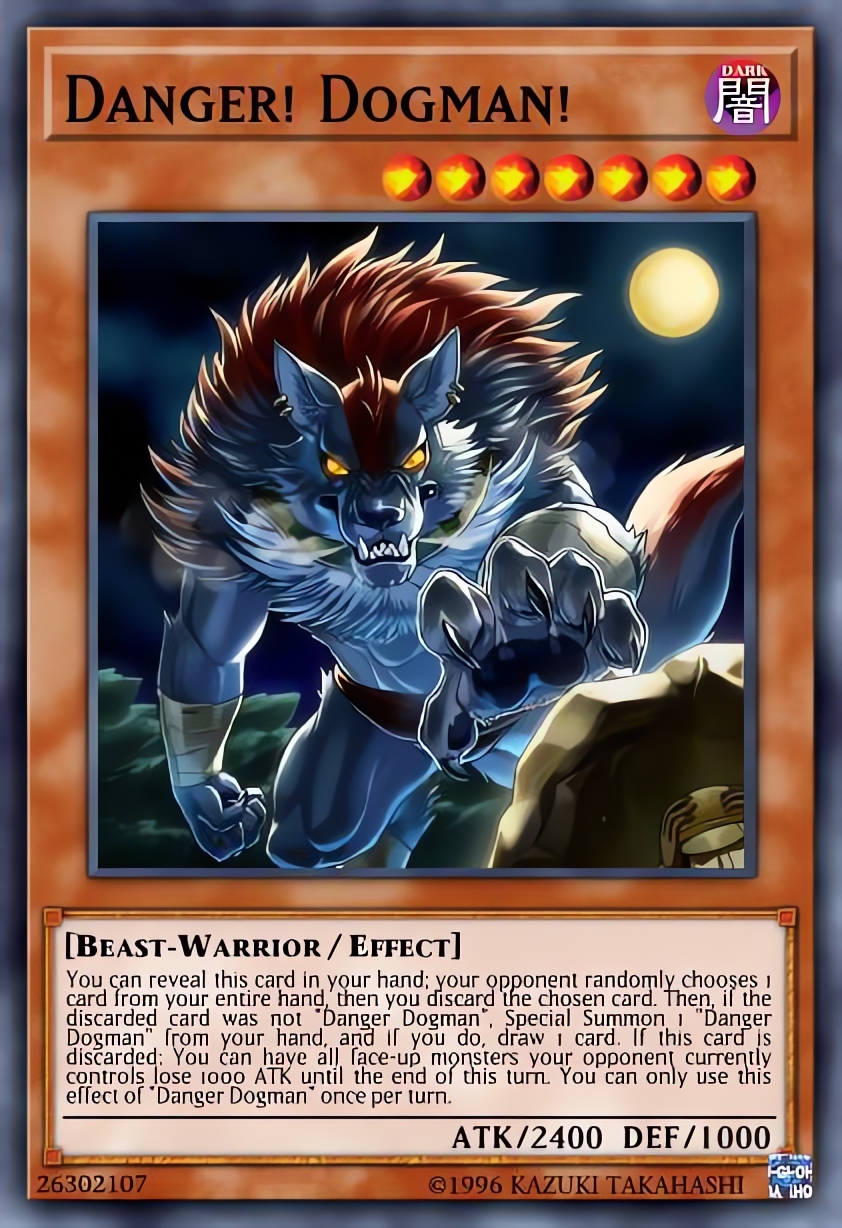 DANGER! DOGMAN!
DARK
闇
[BEAST-WARRIOR / EFFECT]
You can reveal this card in your hand; your opponent randomly chooses 1
card from your entire hand, then you discard the chosen card. Then, if the
discarded card was not "Danger Dogman", Special Summon 1 "Danger
Dogman" from your hand, and if you do, draw 1 card. If this card is
discarded: You can have all face-up monsters your opponent currently
controls lose 1000 ATK until the end of this turn. You can only use this
effect of "Danger Dogman" once per turn.
ATK/2400 DEF/1000
26302107
©1996 KAZUKI TAKAHASHI